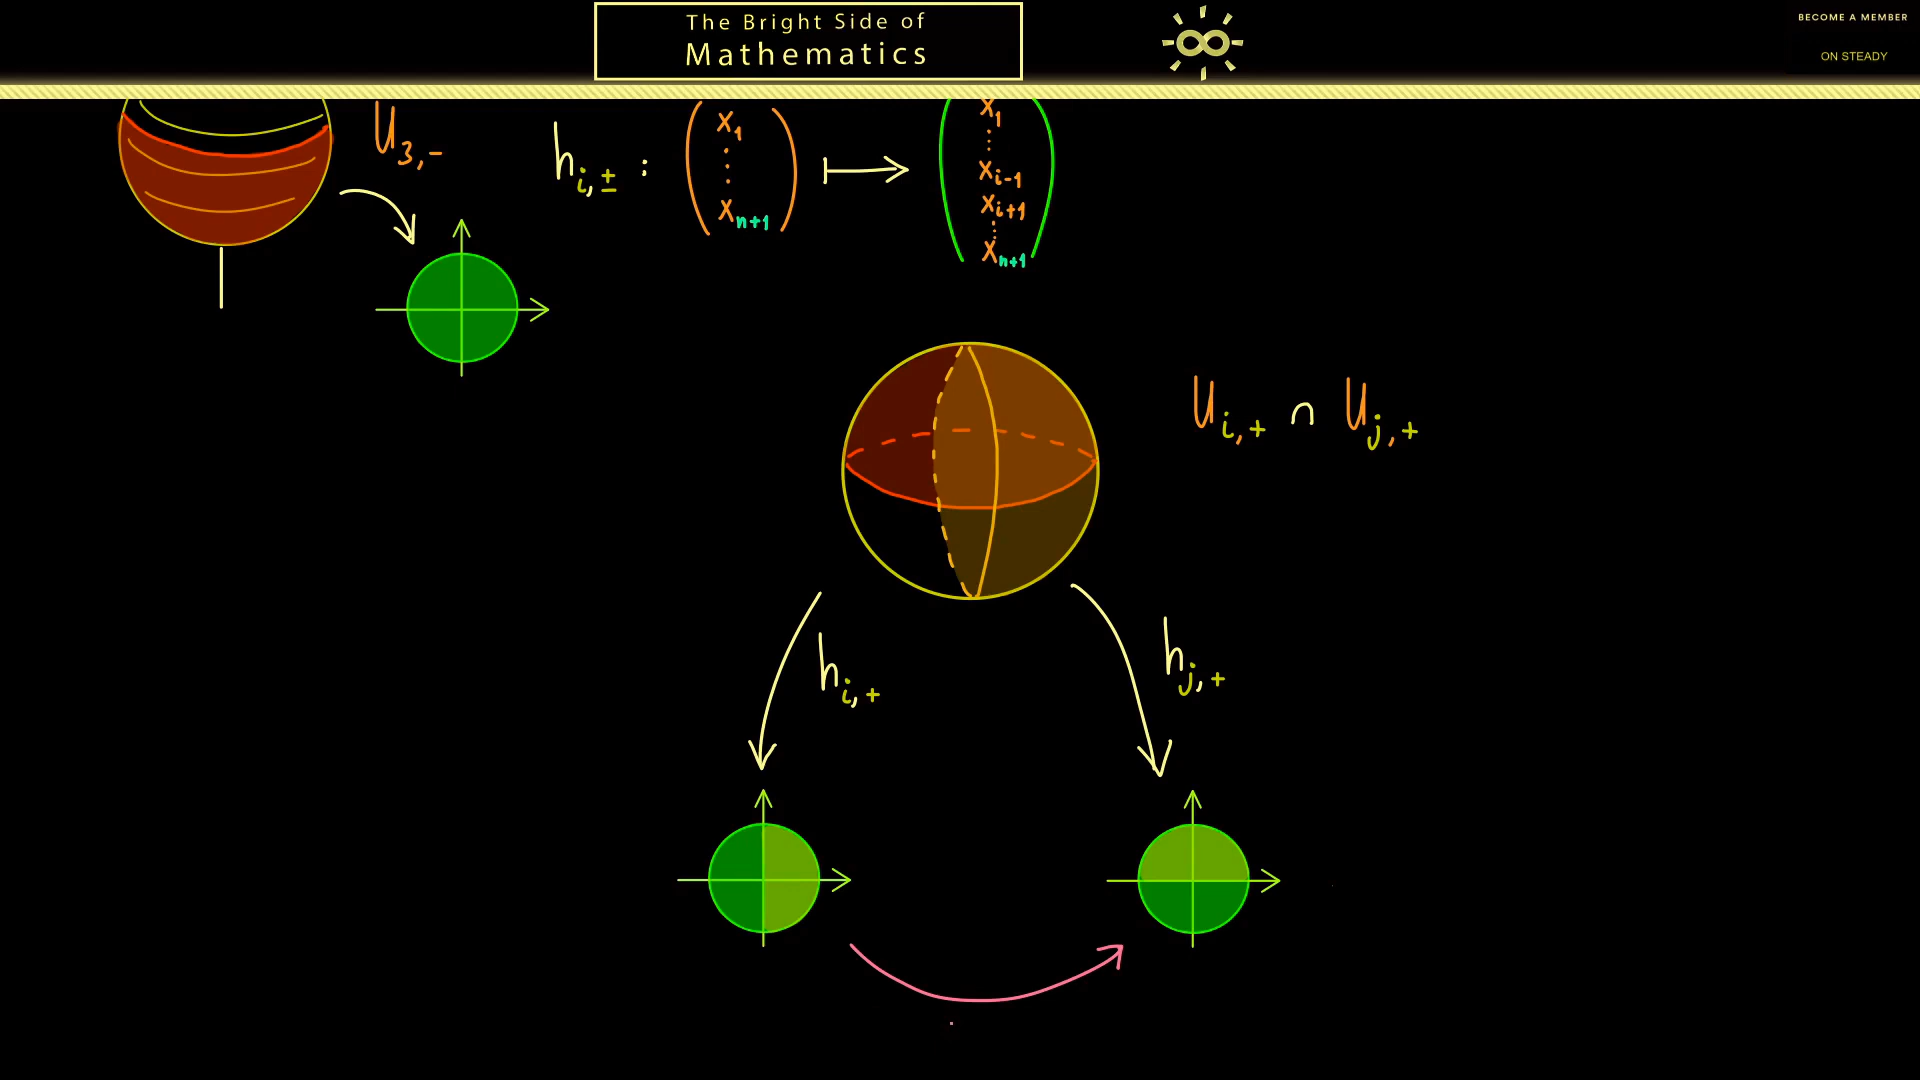 The Bright Side of
Mathematics
BECOME A MEMBER
ON STEADY
U₃,₋
hᵢ,± : ( x₁ ⋮ xₙ₊₁ ) ↦ ( x₁ ⋮ xᵢ₋₁ xᵢ₊₁ ⋮ xₙ₊₁ )
Uᵢ,₊ ∩ Uⱼ,₊
hᵢ,₊
hⱼ,₊